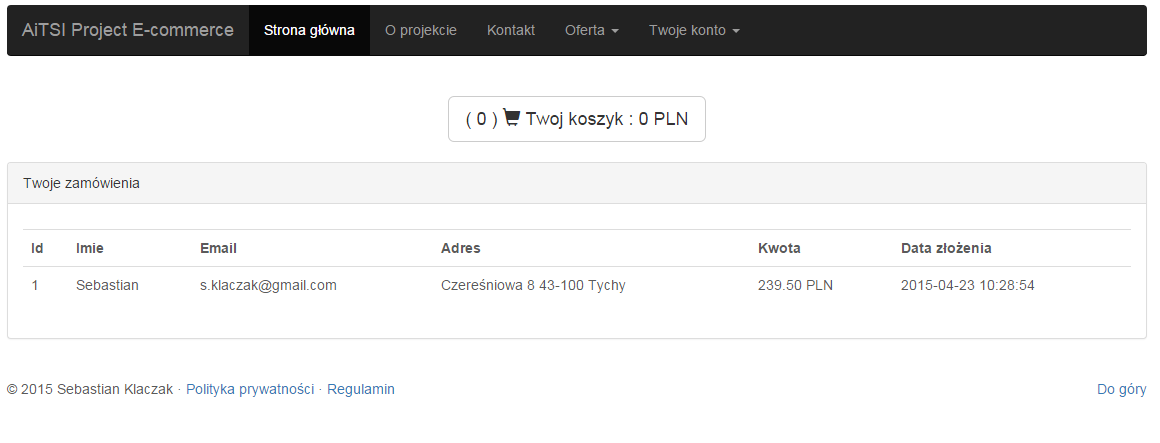 AiTSI Project E-commerce Strona główna O projekcie Kontakt Oferta Twoje konto
( 0 ) Twoj koszyk : 0 PLN
Twoje zamówienia
Id Imie Email Adres Kwota Data złożenia
1 Sebastian s.klaczak@gmail.com Czereśniowa 8 43-100 Tychy 239.50 PLN 2015-04-23 10:28:54
© 2015 Sebastian Klaczak · Polityka prywatności · Regulamin Do góry